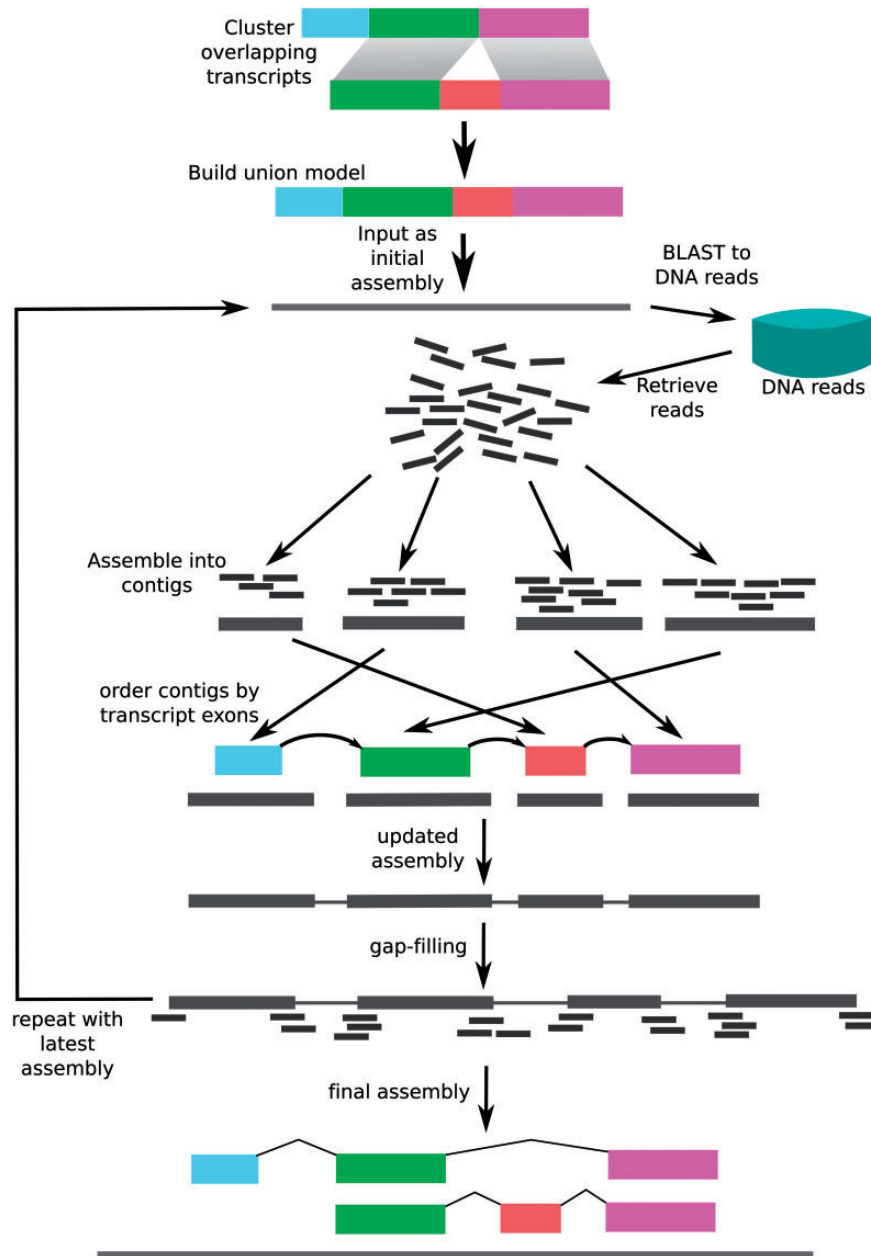 Cluster
overlapping
transcripts
Build union model
Input as
initial
assembly
BLAST to
DNA reads
Retrieve
reads
DNA reads
Assemble into
contigs
order contigs by
transcript exons
updated
assembly
gap-filling
repeat with
latest
assembly
final assembly